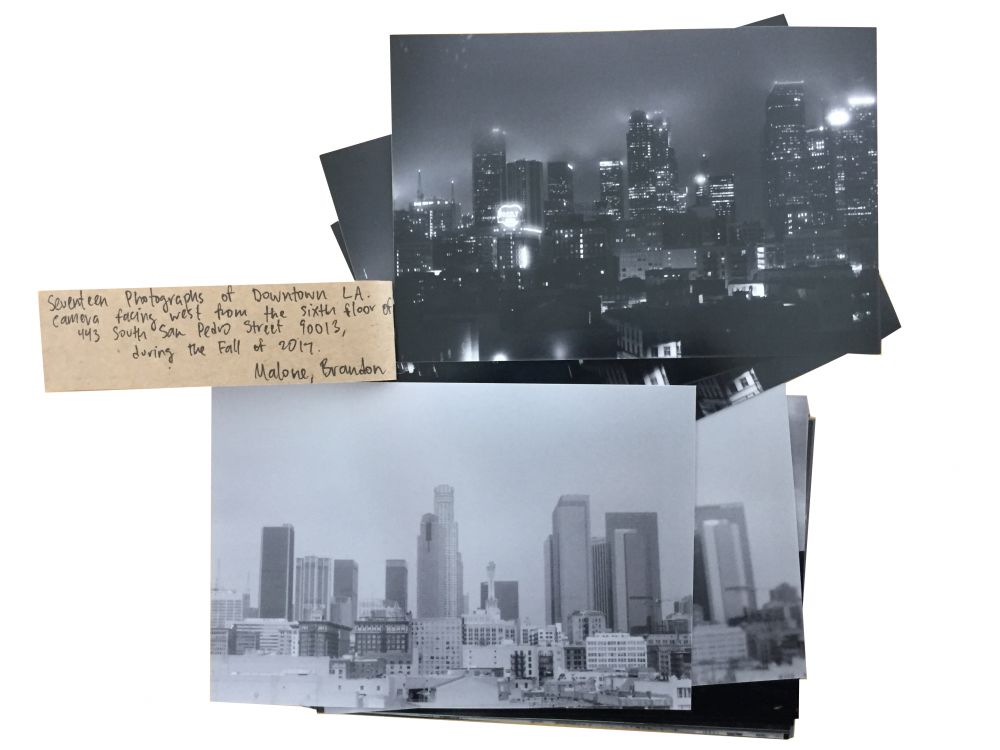 Seventeen Photographs of Downtown L.A.
Camera facing west from the sixth floor of
443 South San Pedro Street 90013,
during the Fall of 2017.
Malone, Brandon